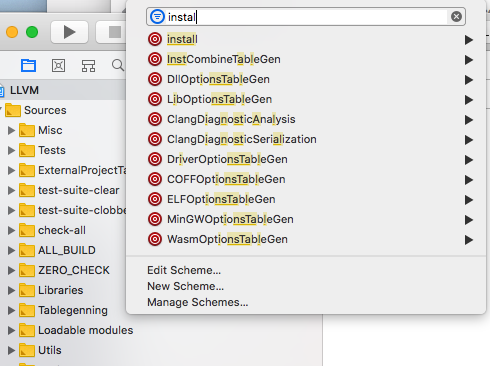 instal
install
InstCombineTableGen
DllOptionsTableGen
LibOptionsTableGen
ClangDiagnosticAnalysis
ClangDiagnosticSerialization
DriverOptionsTableGen
COFFOptionsTableGen
ELFOptionsTableGen
MinGWOptionsTableGen
WasmOptionsTableGen
Edit Scheme...
New Scheme...
Manage Schemes...
LLVM
Sources
Misc
Tests
ExternalProjectTa
test-suite-clear
test-suite-clobbe
check-all
ALL_BUILD
ZERO_CHECK
Libraries
Tablegenning
Loadable modules
Utils